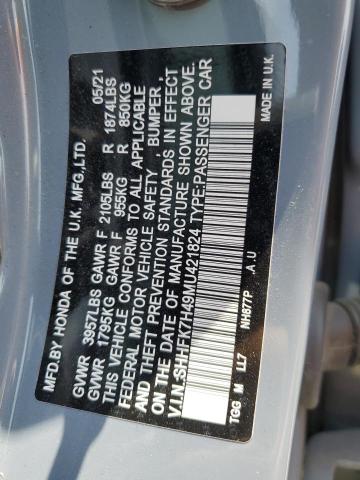 MFD.BY HONDA OF THE U.K. MFG.,LTD. 05/21
GVWR 3957LBS GAWR F 2105LBS R 1874LBS
GVWR 1795KG GAWR F 955KG R 850KG
THIS VEHICLE CONFORMS TO ALL APPLICABLE
FEDERAL MOTOR VEHICLE SAFETY , BUMPER ,
AND THEFT PREVENTION STANDARDS IN EFFECT
ON THE DATE OF MANUFACTURE SHOWN ABOVE.
V.I.N.:SHHFK7H49MU421824 TYPE:PASSENGER CAR
NH877P .A.U MADE IN U.K.
TGG M LL7